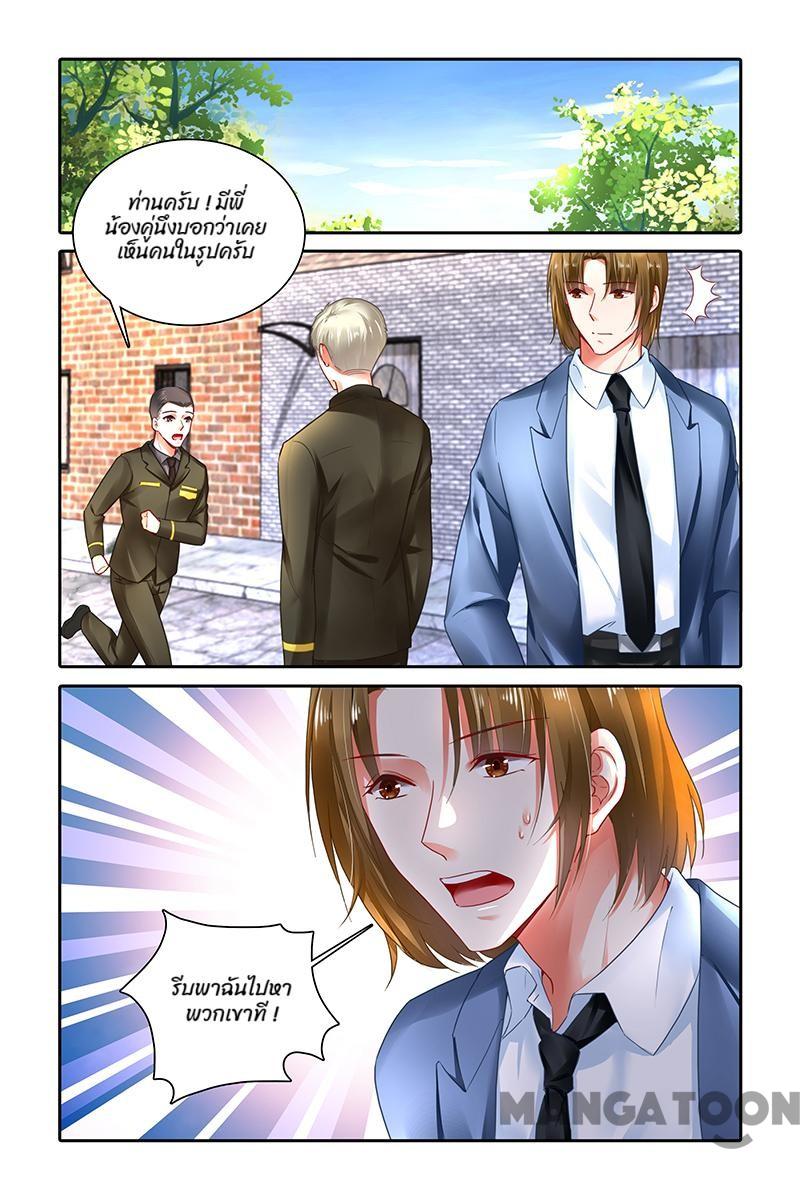 ท่านครับ ! มีพี่
น้องคู่นึงบอกว่าเคย
เห็นคนในรูปครับ
รีบพาฉันไปหา
พวกเขาที !
MANGATOON